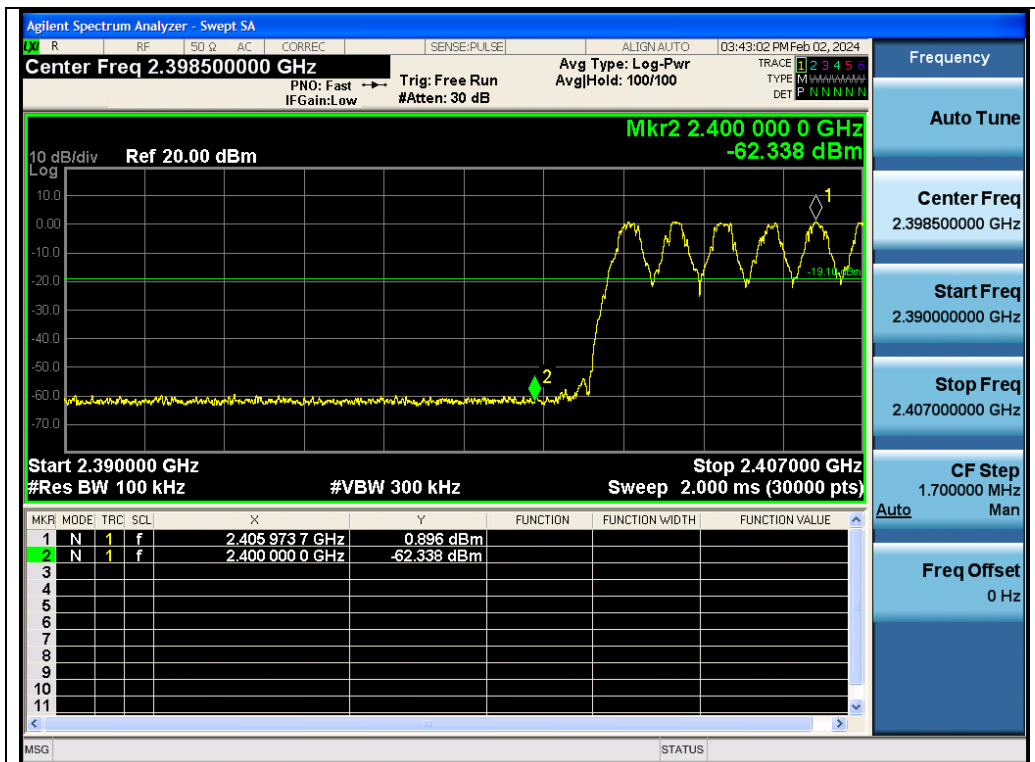 Agilent Spectrum Analyzer - Swept SA
LXI R RF 50 Ω AC CORREC SENSE:PULSE ALIGN AUTO 03:43:02 PM Feb 02, 2024
Center Freq 2.398500000 GHz
PNO: Fast
IFGain:Low
Trig: Free Run
#Atten: 30 dB
Avg Type: Log-Pwr
Avg|Hold: 100/100
TRACE 1 2 3 4 5 6
TYPE M WWWWW
DET P N N N N N
Mkr2 2.400 000 0 GHz
-62.338 dBm
10 dB/div Ref 20.00 dBm
Log
10.0
0.00
-10.0
-20.0
-30.0
-40.0
-50.0
-60.0
-70.0
1
-19.10 dBm
2
Start 2.390000 GHz Stop 2.407000 GHz
#Res BW 100 kHz #VBW 300 kHz Sweep 2.000 ms (30000 pts)
MKR MODE TRC SCL X Y FUNCTION FUNCTION WIDTH FUNCTION VALUE
1 N 1 f 2.405 973 7 GHz 0.896 dBm
2 N 1 f 2.400 000 0 GHz -62.338 dBm
3
4
5
6
7
8
9
10
11
MSG STATUS
Frequency
Auto Tune
Center Freq
2.398500000 GHz
Start Freq
2.390000000 GHz
Stop Freq
2.407000000 GHz
CF Step
1.700000 MHz
Auto Man
Freq Offset
0 Hz